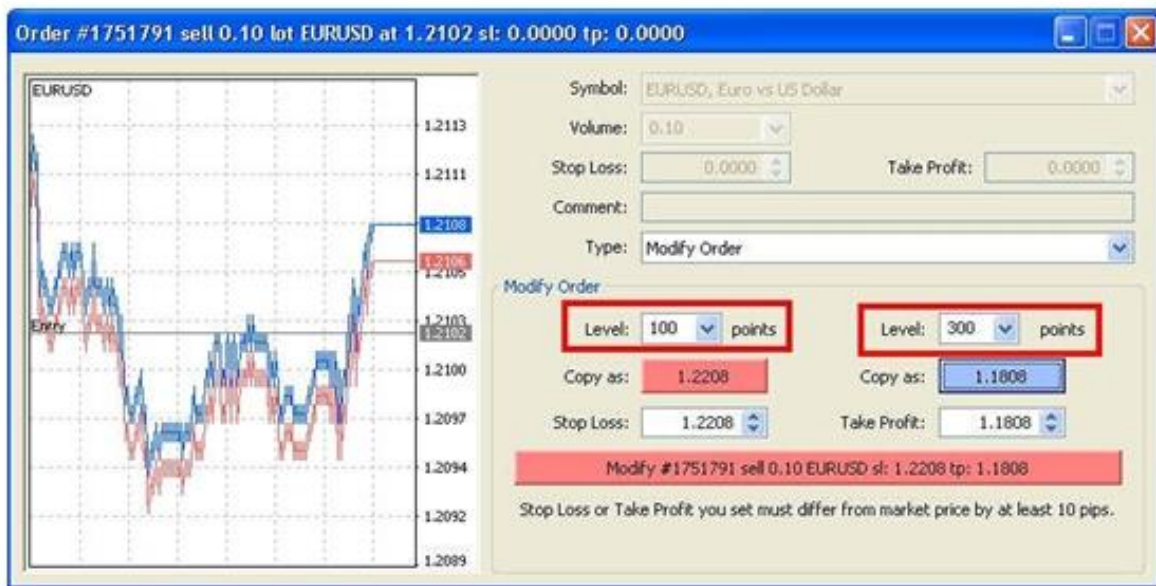 Order #1751791 sell 0.10 lot EURUSD at 1.2102 sl: 0.0000 tp: 0.0000
EURUSD
1.2113
1.2111
1.2108
1.2106
1.2105
1.2103
Entry
1.2102
1.2100
1.2097
1.2094
1.2092
1.2089
Symbol: EURUSD, Euro vs US Dollar
Volume: 0.10
Stop Loss: 0.0000 Take Profit: 0.0000
Comment:
Type: Modify Order
Modify Order
Level: 100 points Level: 300 points
Copy as: 1.2208 Copy as: 1.1808
Stop Loss: 1.2208 Take Profit: 1.1808
Modify #1751791 sell 0.10 EURUSD sl: 1.2208 tp: 1.1808
Stop Loss or Take Profit you set must differ from market price by at least 10 pips.